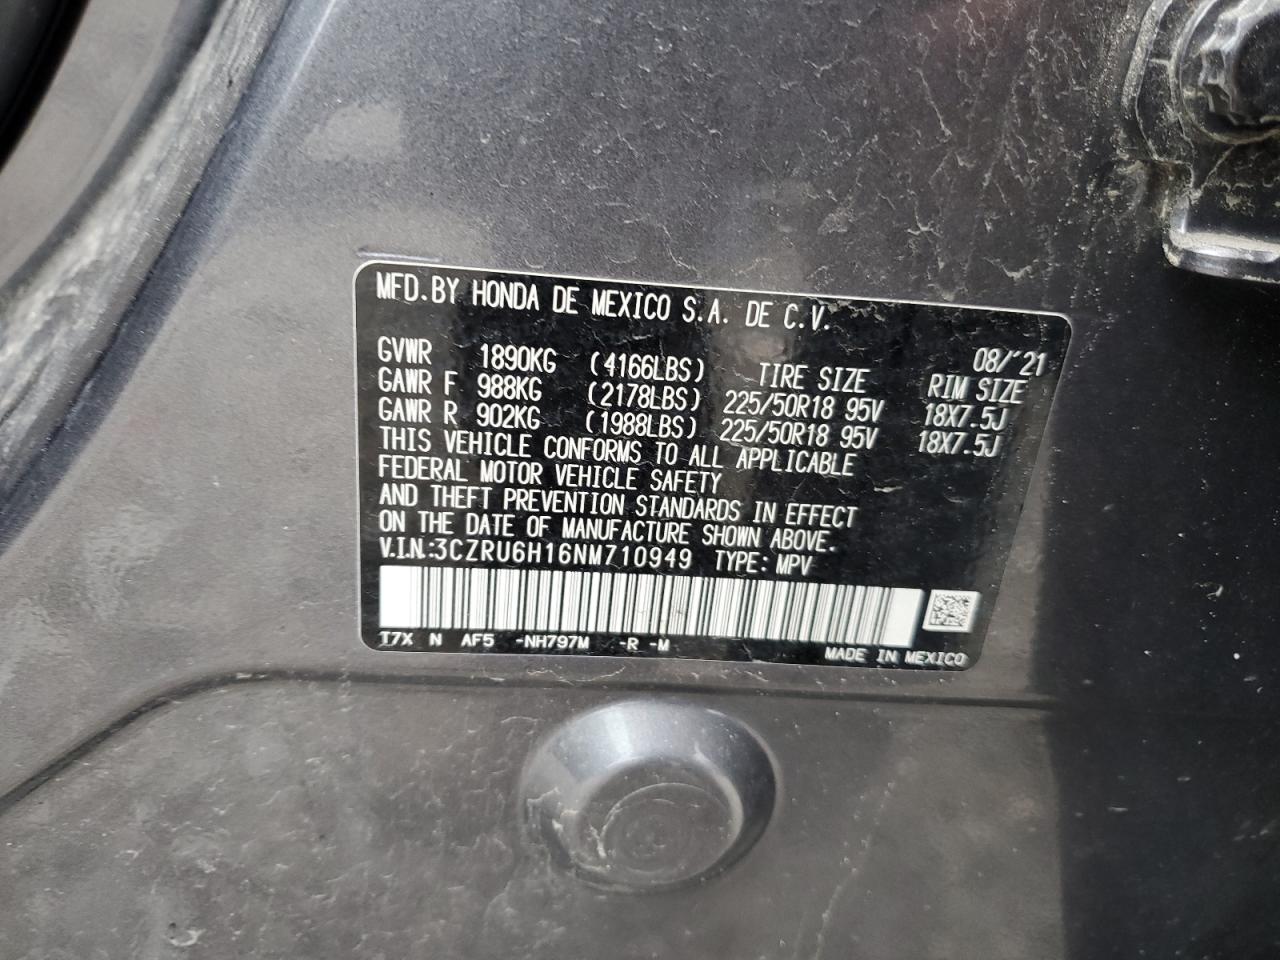 MFD.BY HONDA DE MEXICO S.A. DE C.V.
08/'21
GVWR 1890KG (4166LBS) TIRE SIZE RIM SIZE
GAWR F 988KG (2178LBS) 225/50R18 95V 18X7.5J
GAWR R 902KG (1988LBS) 225/50R18 95V 18X7.5J
THIS VEHICLE CONFORMS TO ALL APPLICABLE
FEDERAL MOTOR VEHICLE SAFETY
AND THEFT PREVENTION STANDARDS IN EFFECT
ON THE DATE OF MANUFACTURE SHOWN ABOVE.
V.I.N.:3CZRU6H16NM710949 TYPE: MPV
T7X N AF5 -NH797M -R -M
MADE IN MEXICO